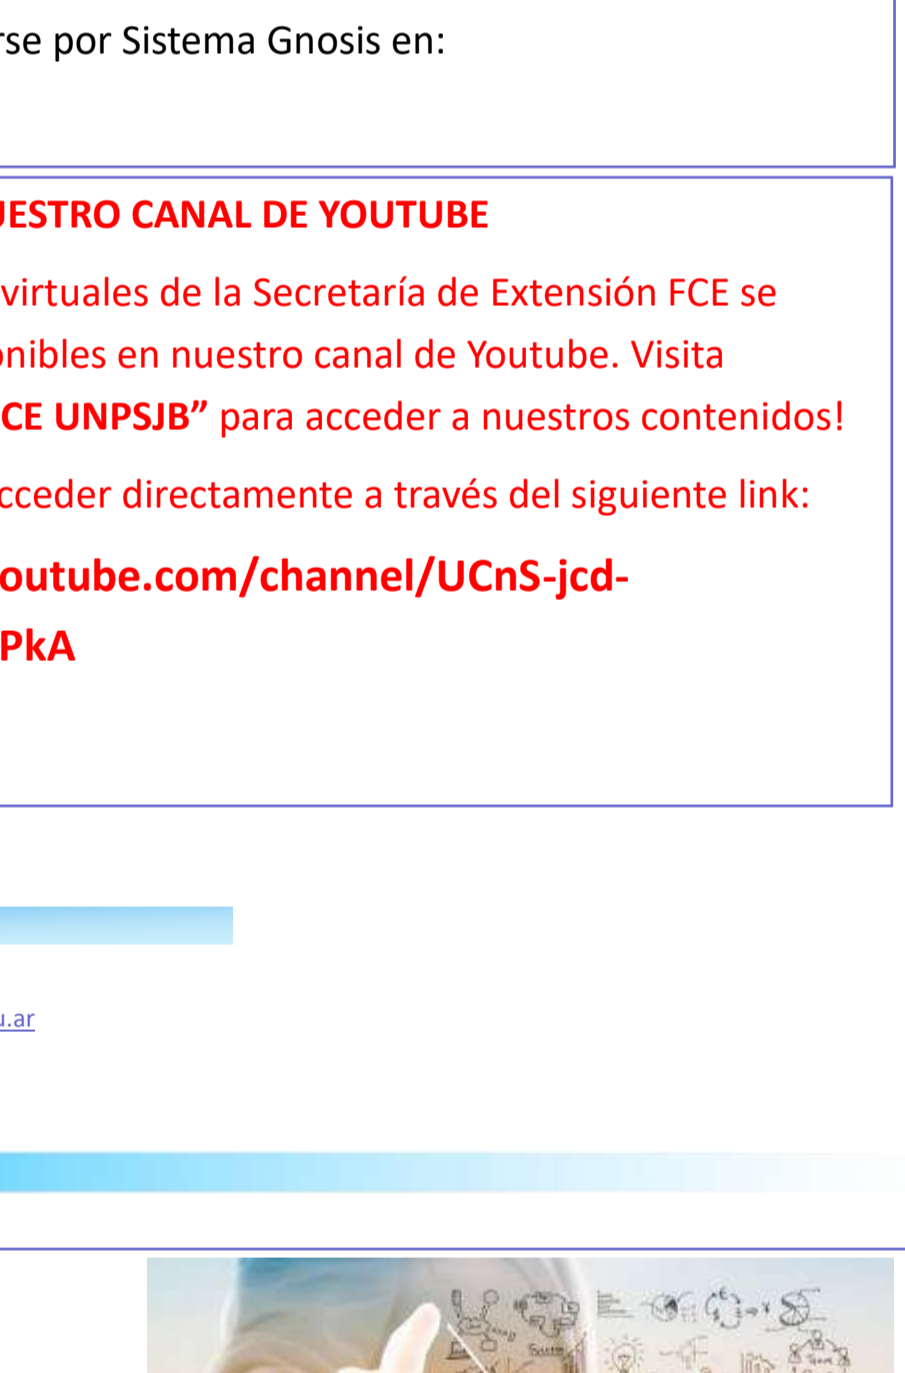 rse por Sistema Gnosis en:
UESTRO CANAL DE YOUTUBE
virtuales de la Secretaría de Extensión FCE se
onibles en nuestro canal de Youtube. Visita
CE UNPSJB” para acceder a nuestros contenidos!
cceder directamente a través del siguiente link:
outube.com/channel/UCnS-jcd-
PkA
u.ar